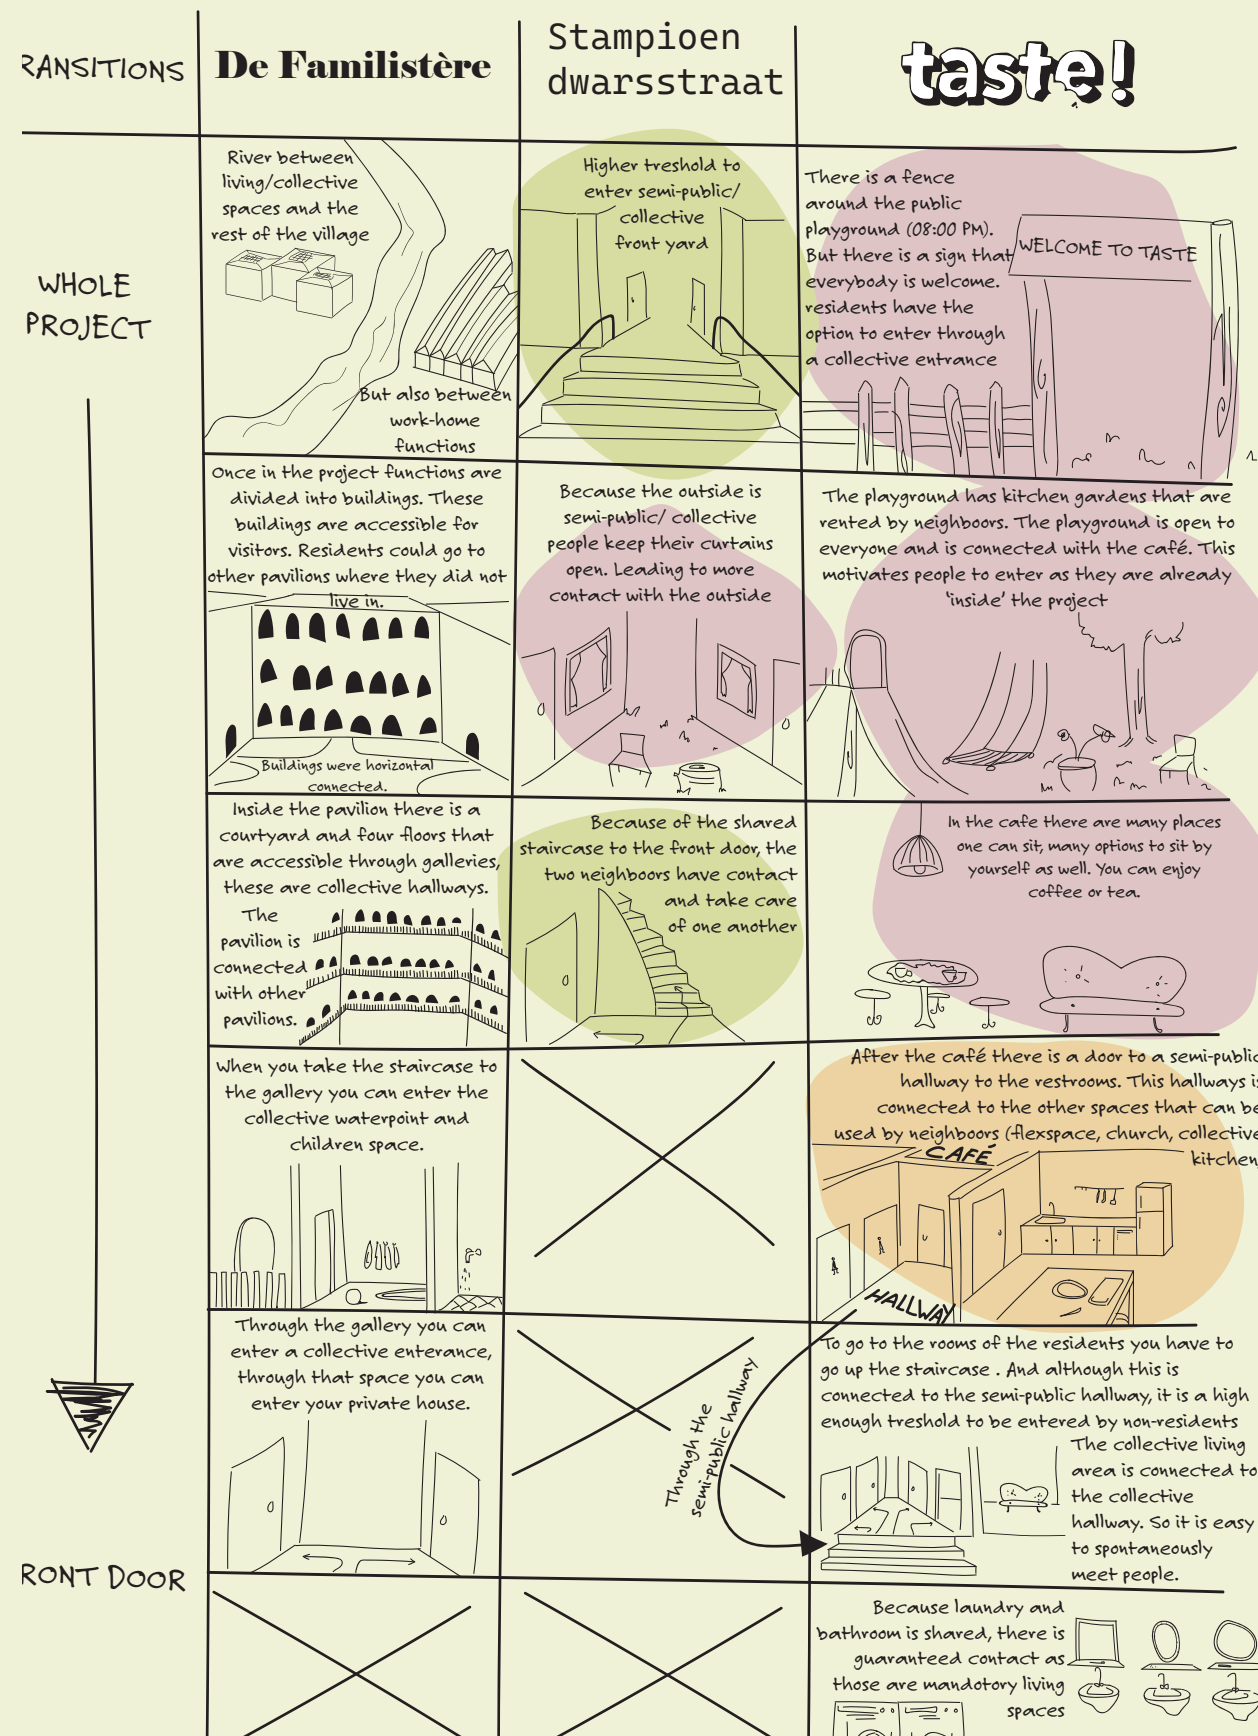 RANSITIONS
De Familistère
Stampioen
dwarsstraat
taste!
WHOLE
PROJECT
River between
living/collective
spaces and the
rest of the village
But also between
work-home
functions
Higher treshold to
enter semi-public/
collective
front yard
There is a fence
around the public
playground (08:00 PM).
But there is a sign that
everybody is welcome.
residents have the
option to enter through
a collective entrance
WELCOME TO TASTE
Once in the project functions are
divided into buildings. These
buildings are accessible for
visitors. Residents could go to
other pavilions where they did not
live in.
Buildings were horizontal
connected.
Because the outside is
semi-public/ collective
people keep their curtains
open. Leading to more
contact with the outside
The playground has kitchen gardens that are
rented by neighboors. The playground is open to
everyone and is connected with the café. This
motivates people to enter as they are already
'inside' the project
Inside the pavilion there is a
courtyard and four floors that
are accessible through galleries,
these are collective hallways.
The
pavilion is
connected
with other
pavilions.
Because of the shared
staircase to the front door, the
two neighboors have contact
and take care
of one another
In the cafe there are many places
one can sit, many options to sit by
yourself as well. You can enjoy
coffee or tea.
When you take the staircase to
the gallery you can enter the
collective waterpoint and
children space.
After the café there is a door to a semi-public
hallway to the restrooms. This hallways is
connected to the other spaces that can be
used by neighboors (flexspace, church, collective
kitchen)
CAFÉ
HALLWAY
Through the gallery you can
enter a collective enterance,
through that space you can
enter your private house.
Through the
semi-public hallway
To go to the rooms of the residents you have to
go up the staircase . And although this is
connected to the semi-public hallway, it is a high
enough treshold to be entered by non-residents
The collective living
area is connected to
the collective
hallway. So it is easy
to spontaneously
meet people.
RONT DOOR
Because laundry and
bathroom is shared, there is
guaranteed contact as
those are mandotory living
spaces